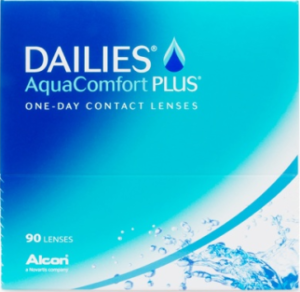 DAILIES®
AquaComfort PLUS®
ONE-DAY CONTACT LENSES
90 LENSES
Alcon
a Novartis company